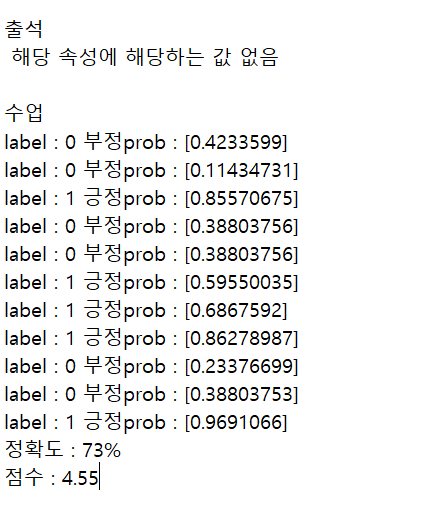 출석
해당 속성에 해당하는 값 없음
수업
label : 0 부정prob : [0.4233599]
label : 0 부정prob : [0.11434731]
label : 1 긍정prob : [0.85570675]
label : 0 부정prob : [0.38803756]
label : 0 부정prob : [0.38803756]
label : 1 긍정prob : [0.59550035]
label : 1 긍정prob : [0.6867592]
label : 1 긍정prob : [0.86278987]
label : 0 부정prob : [0.23376699]
label : 0 부정prob : [0.38803753]
label : 1 긍정prob : [0.9691066]
정확도 : 73%
점수 : 4.55